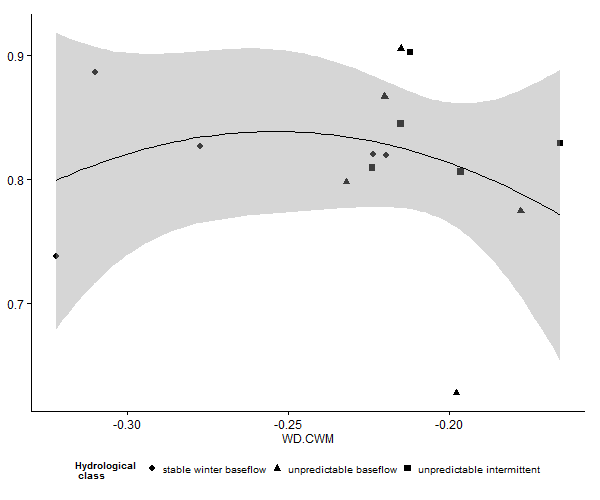 0.9
0.8
0.7
-0.30 -0.25 -0.20
WD.CWM
Hydrological
class
stable winter baseflow unpredictable baseflow unpredictable intermittent